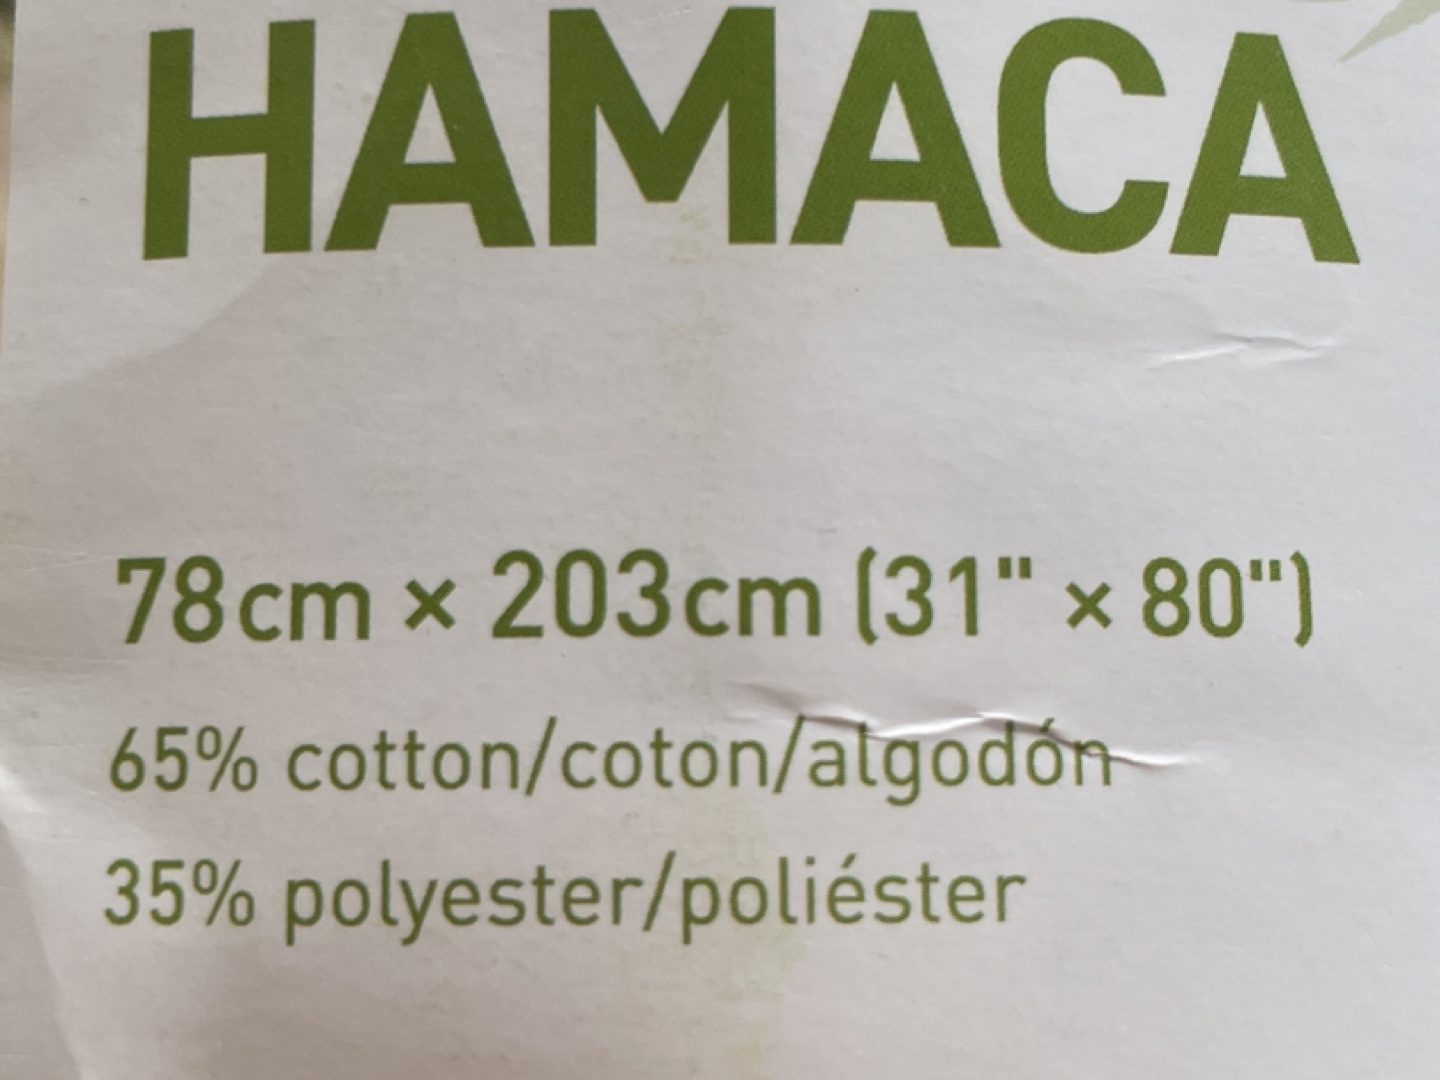 HAMACA
78cm × 203cm (31" × 80")
65% cotton/coton/algodón
35% polyester/poliéster